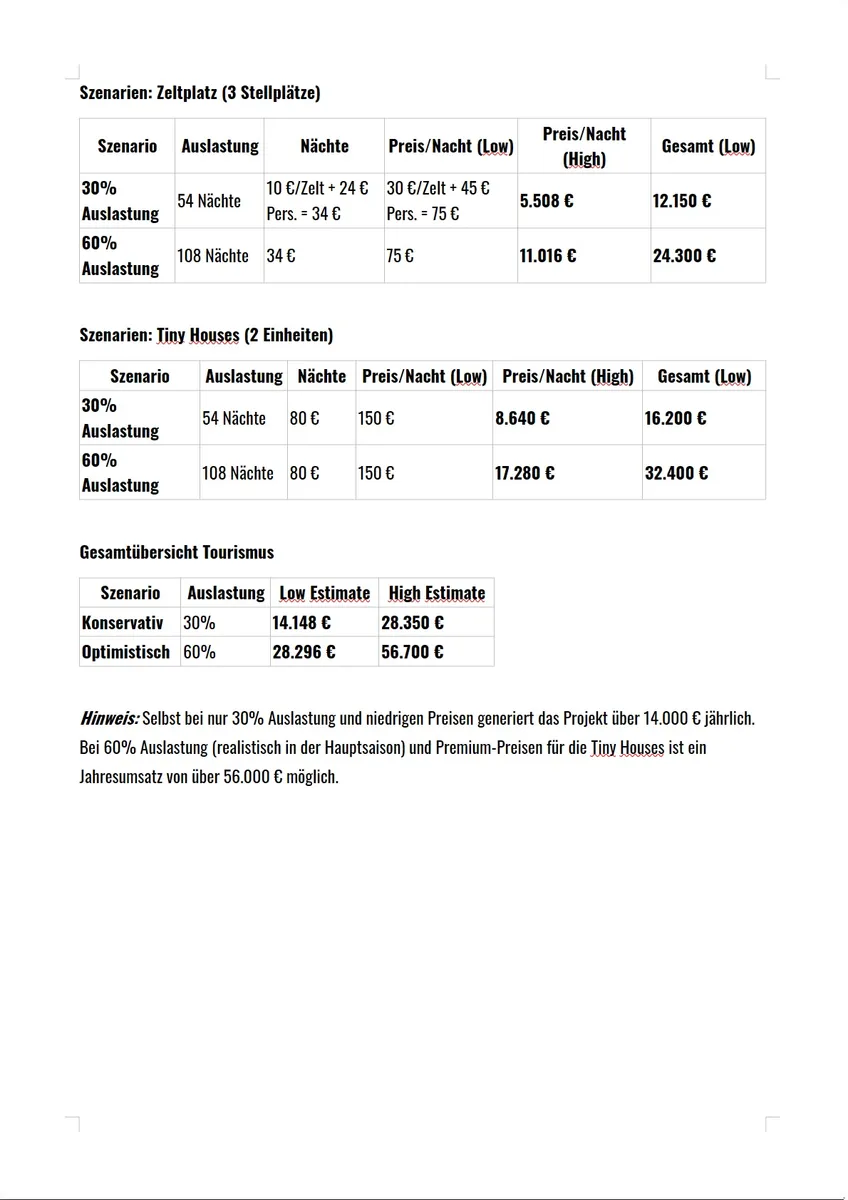 Szenarien: Zeltplatz (3 Stellplätze)
Szenario Auslastung Nächte Preis/Nacht (Low) Preis/Nacht (High) Gesamt (Low)
30% Auslastung 54 Nächte 10 €/Zelt + 24 € Pers. = 34 € 30 €/Zelt + 45 € Pers. = 75 € 5.508 € 12.150 €
60% Auslastung 108 Nächte 34 € 75 € 11.016 € 24.300 €
Szenarien: Tiny Houses (2 Einheiten)
Szenario Auslastung Nächte Preis/Nacht (Low) Preis/Nacht (High) Gesamt (Low)
30% Auslastung 54 Nächte 80 € 150 € 8.640 € 16.200 €
60% Auslastung 108 Nächte 80 € 150 € 17.280 € 32.400 €
Gesamtübersicht Tourismus
Szenario Auslastung Low Estimate High Estimate
Konservativ 30% 14.148 € 28.350 €
Optimistisch 60% 28.296 € 56.700 €
Hinweis: Selbst bei nur 30% Auslastung und niedrigen Preisen generiert das Projekt über 14.000 € jährlich.
Bei 60% Auslastung (realistisch in der Hauptsaison) und Premium-Preisen für die Tiny Houses ist ein
Jahresumsatz von über 56.000 € möglich.